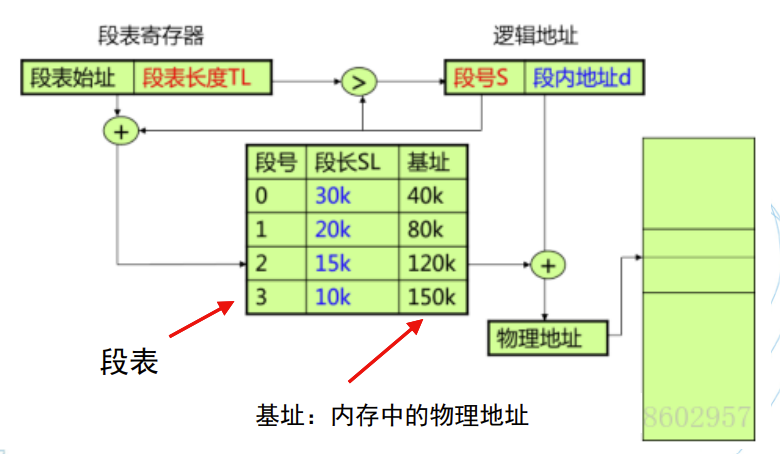 段表寄存器 逻辑地址
段表始址 段表长度TL > 段号S 段内地址d
+
段号 段长SL 基址
0 30k 40k
1 20k 80k
2 15k 120k
3 10k 150k
+
物理地址
段表
基址：内存中的物理地址
8602957